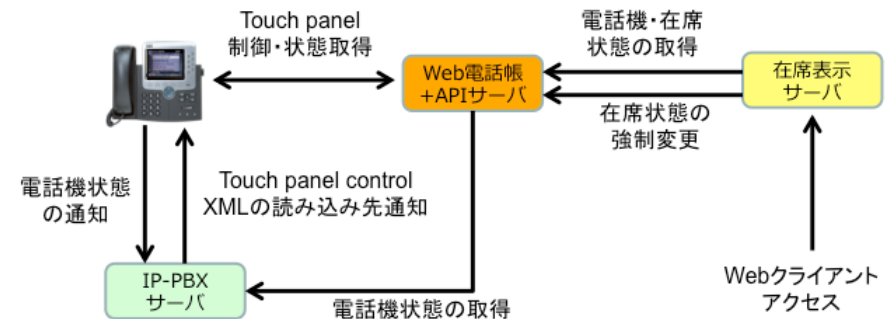 Touch panel
制御・状態取得
電話機・在席
状態の取得
Web電話帳
+APIサーバ
在席表示
サーバ
在席状態の
強制変更
電話機状態
の通知
Touch panel control
XMLの読み込み先通知
IP-PBX
サーバ
電話機状態の取得
Webクライアント
アクセス